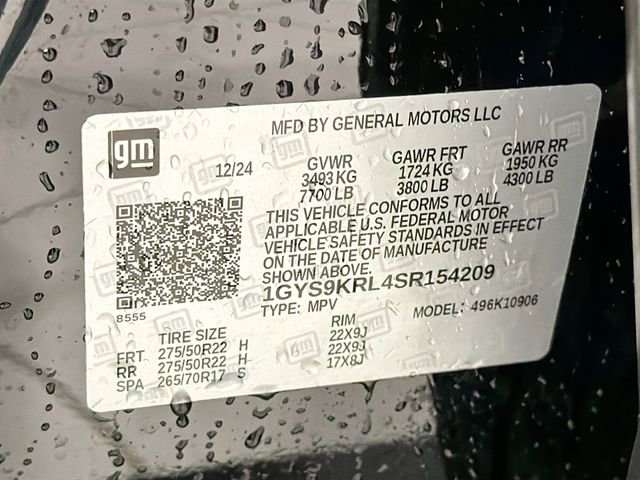 MFD BY GENERAL MOTORS LLC
gm
12/24
GVWR GAWR FRT GAWR RR
3493 KG 1724 KG 1950 KG
7700 LB 3800 LB 4300 LB
THIS VEHICLE CONFORMS TO ALL
APPLICABLE U.S. FEDERAL MOTOR
VEHICLE SAFETY STANDARDS IN EFFECT
ON THE DATE OF MANUFACTURE
SHOWN ABOVE.
1GYS9KRL4SR154209
TYPE: MPV MODEL: 496K10906
8555
TIRE SIZE RIM
FRT 275/50R22 H 22X9J
RR 275/50R22 H 22X9J
SPA 265/70R17 S 17X8J